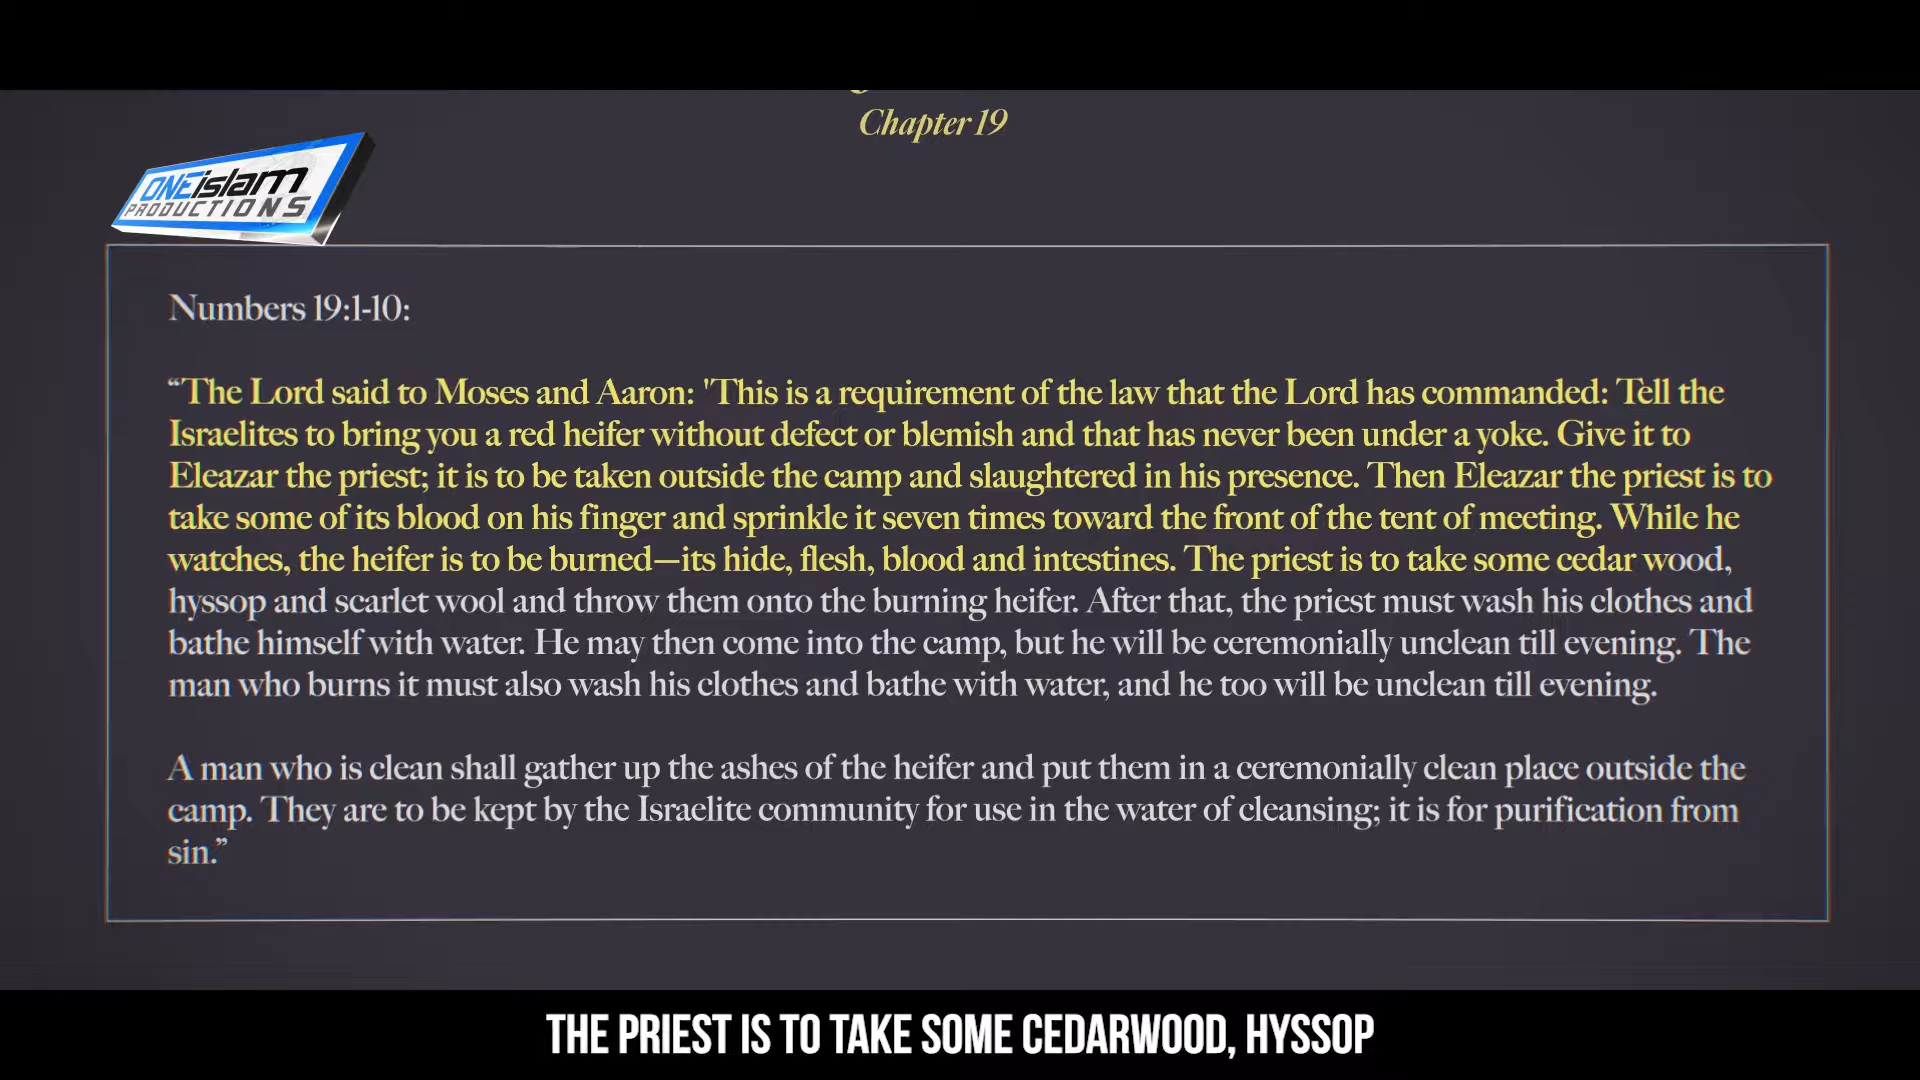 Chapter 19
ONEislam
PRODUCTIONS
Numbers 19:1-10:
“The Lord said to Moses and Aaron: 'This is a requirement of the law that the Lord has commanded: Tell the
Israelites to bring you a red heifer without defect or blemish and that has never been under a yoke. Give it to
Eleazar the priest; it is to be taken outside the camp and slaughtered in his presence. Then Eleazar the priest is to
take some of its blood on his finger and sprinkle it seven times toward the front of the tent of meeting. While he
watches, the heifer is to be burned—its hide, flesh, blood and intestines. The priest is to take some cedar wood,
hyssop and scarlet wool and throw them onto the burning heifer. After that, the priest must wash his clothes and
bathe himself with water. He may then come into the camp, but he will be ceremonially unclean till evening. The
man who burns it must also wash his clothes and bathe with water, and he too will be unclean till evening.
A man who is clean shall gather up the ashes of the heifer and put them in a ceremonially clean place outside the
camp. They are to be kept by the Israelite community for use in the water of cleansing; it is for purification from
sin.”
THE PRIEST IS TO TAKE SOME CEDARWOOD, HYSSOP